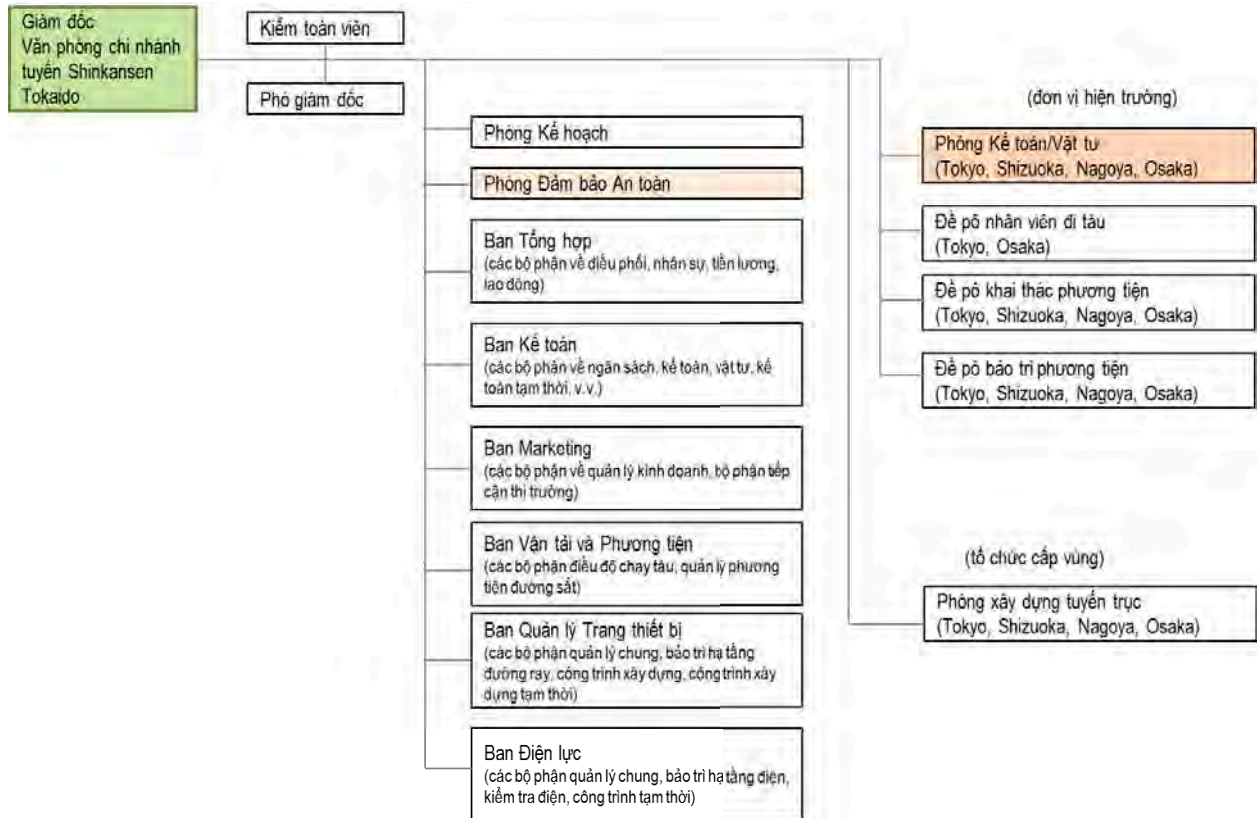 Giám đốc
Văn phòng chi nhánh
tuyến Shinkansen
Tokaido
Kiểm toán viên
Phó giám đốc
Phòng Kế hoạch
Phòng Đảm bảo An toàn
Ban Tổng hợp
(các bộ phận về điều phối, nhân sự, tiền lương,
lao động)
Ban Kế toán
(các bộ phận về ngân sách, kế toán, vật tư, kế
toán tạm thời, v.v.)
Ban Marketing
(các bộ phận về quản lý kinh doanh, bộ phận tiếp
cận thị trường)
Ban Vận tải và Phương tiện
(các bộ phận điều độ chạy tàu, quản lý phương
tiện đường sắt)
Ban Quản lý Trang thiết bị
(các bộ phận quản lý chung, bảo trì hạ tầng
đường ray, công trình xây dựng, công trình xây
dựng tạm thời)
Ban Điện lực
(các bộ phận quản lý chung, bảo trì hạ tầng điện,
kiểm tra điện, công trình tạm thời)
(đơn vị hiện trường)
Phòng Kế toán/Vật tư
(Tokyo, Shizuoka, Nagoya, Osaka)
Đề pô nhân viên đi tàu
(Tokyo, Osaka)
Đề pô khai thác phương tiện
(Tokyo, Shizuoka, Nagoya, Osaka)
Đề pô bảo trì phương tiện
(Tokyo, Shizuoka, Nagoya, Osaka)
(tổ chức cấp vùng)
Phòng xây dựng tuyến trục
(Tokyo, Shizuoka, Nagoya, Osaka)